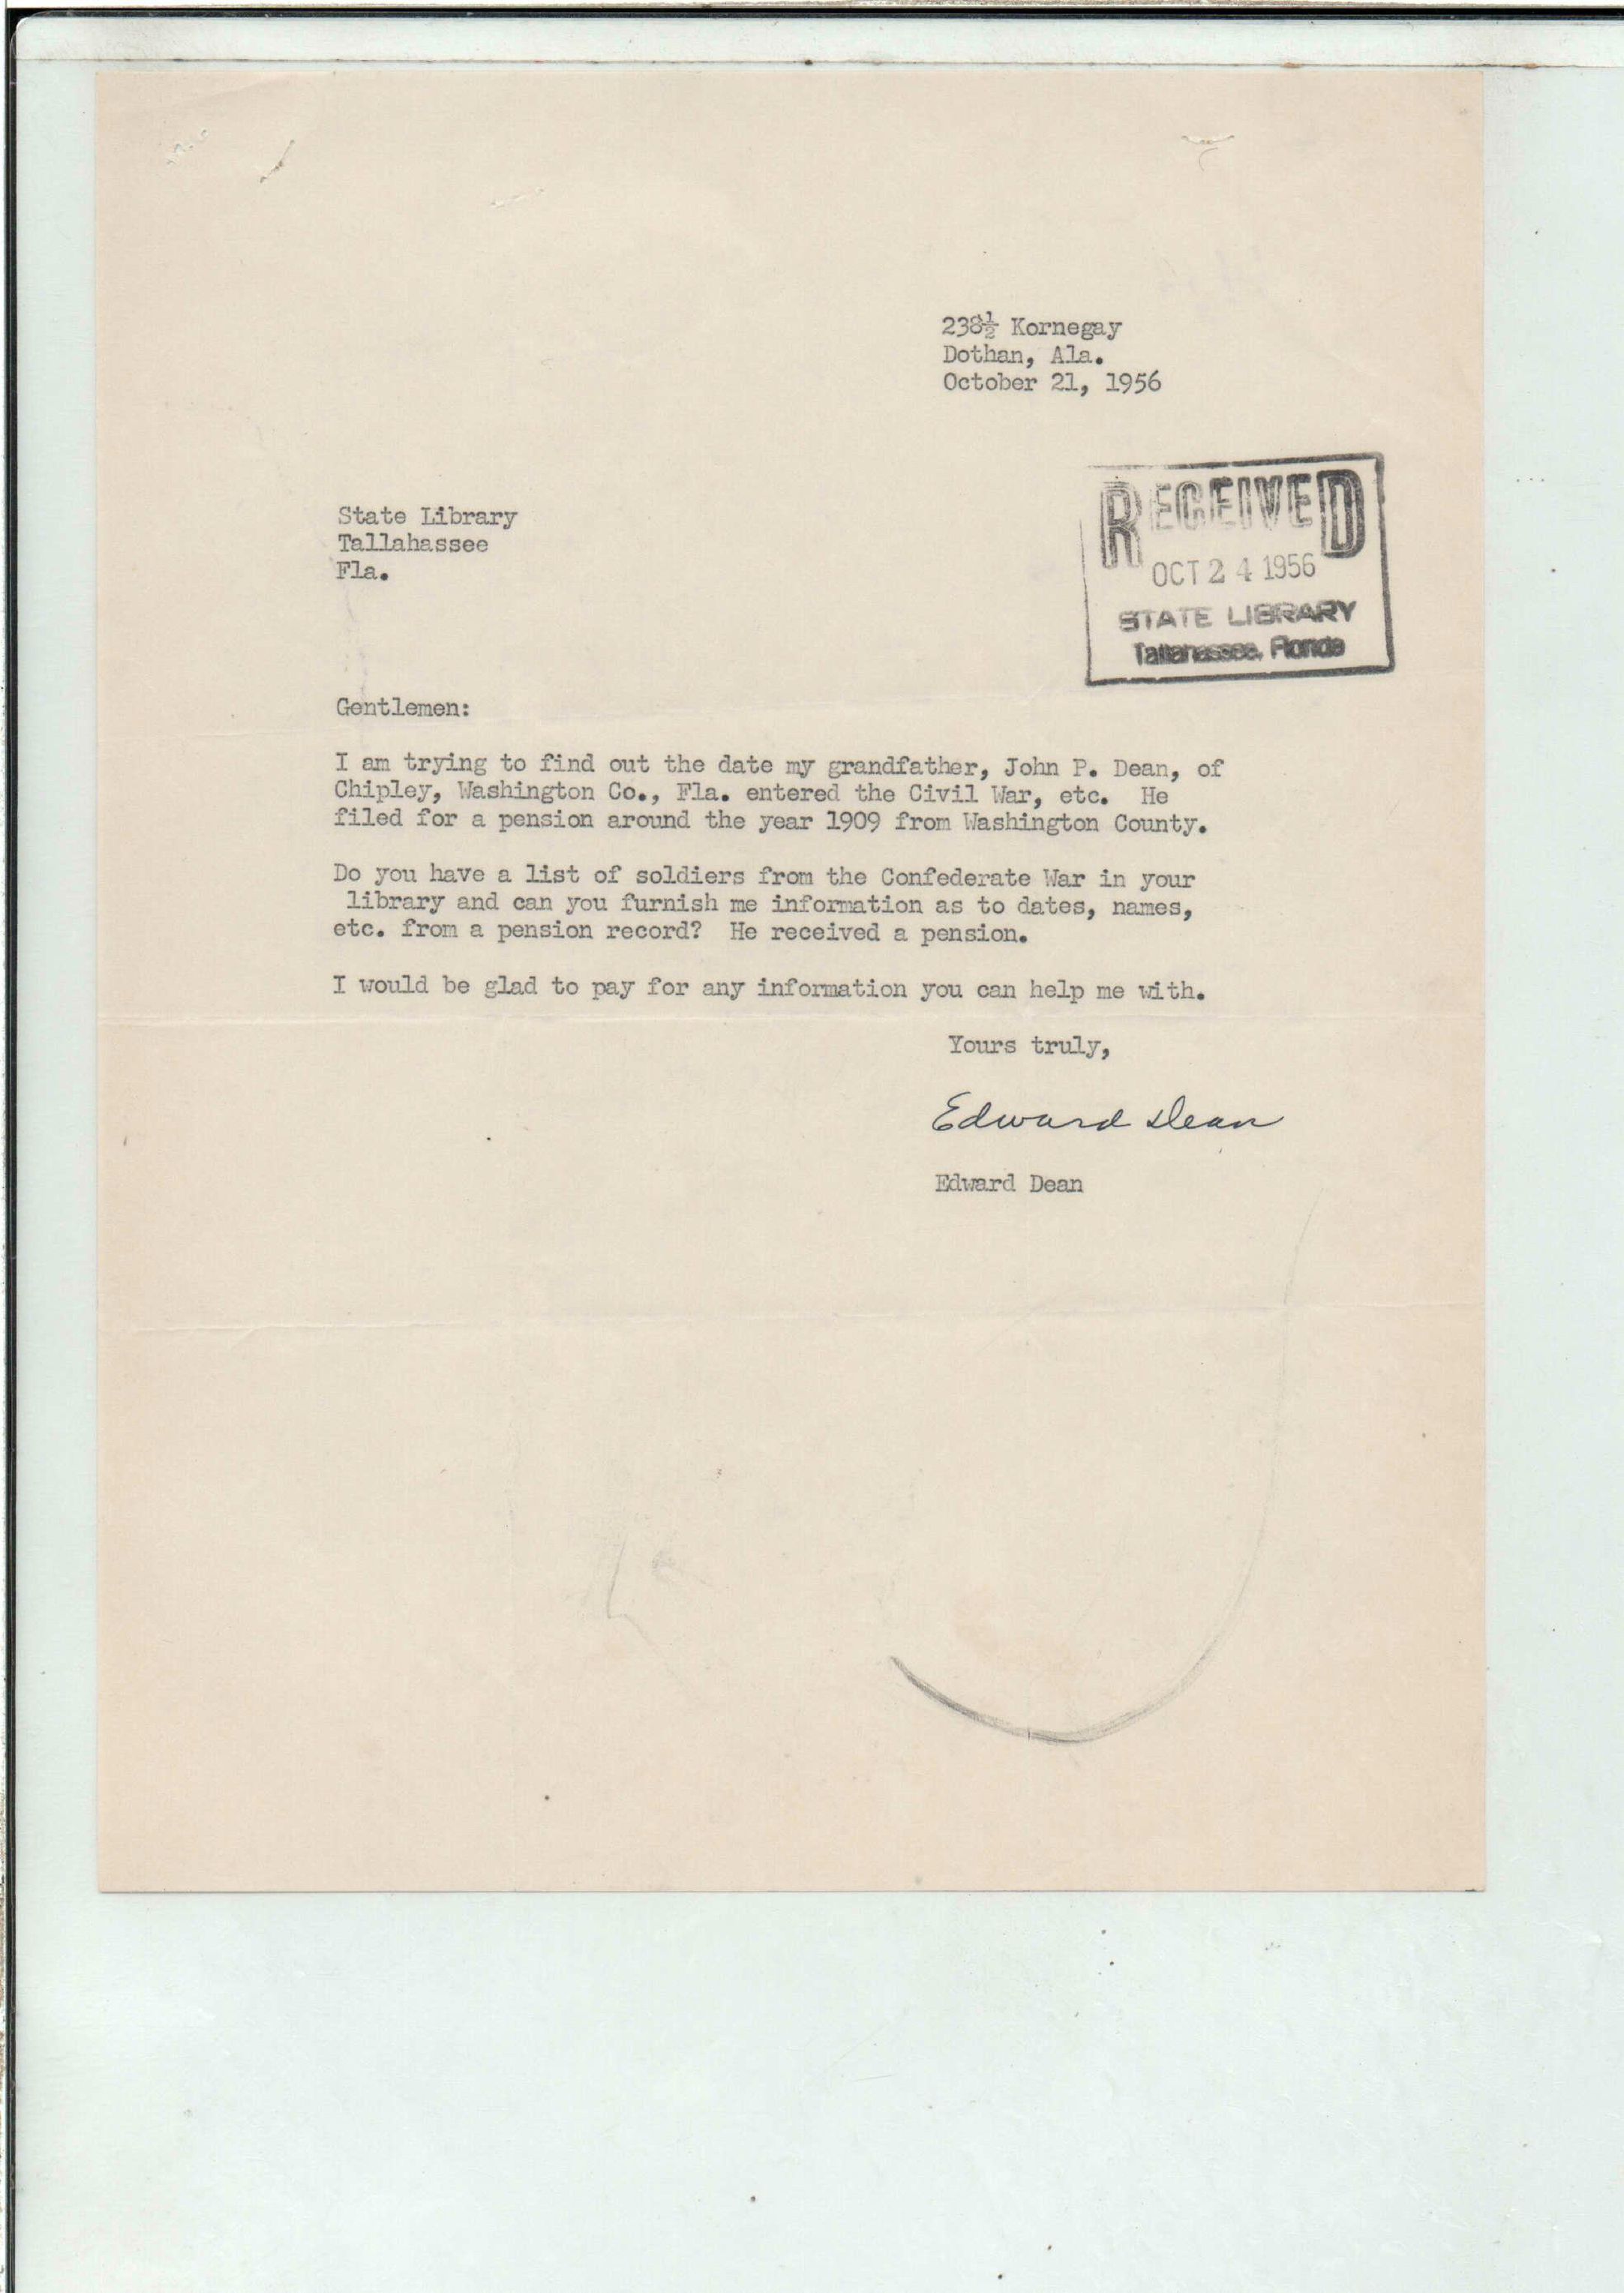 238½ Kornegay
Dothan, Ala.
October 21, 1956
RECEIVED
OCT 24 1956
STATE LIBRARY
Tallahassee, Florida
State Library
Tallahassee
Fla.
Gentlemen:
I am trying to find out the date my grandfather, John P. Dean, of
Chipley, Washington Co., Fla. entered the Civil War, etc. He
filed for a pension around the year 1909 from Washington County.
Do you have a list of soldiers from the Confederate War in your
library and can you furnish me information as to dates, names,
etc. from a pension record? He received a pension.
I would be glad to pay for any information you can help me with.
Yours truly,
Edward Dean
Edward Dean